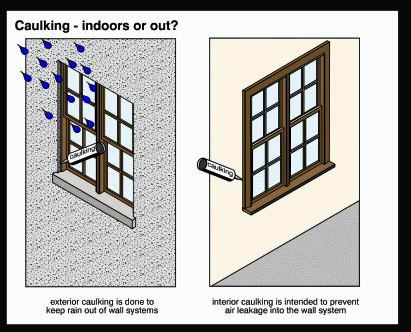 Caulking - indoors or out?
caulking
caulking
exterior caulking is done to
keep rain out of wall systems
interior caulking is intended to prevent
air leakage into the wall system